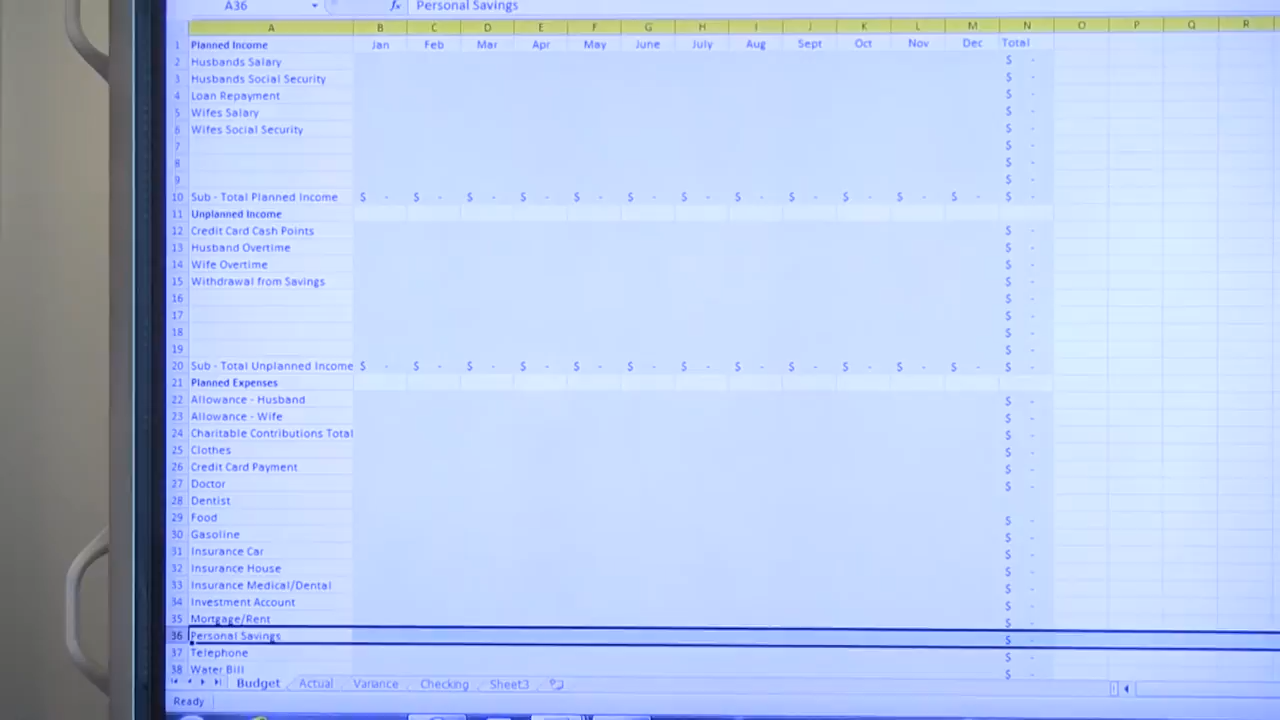 A36 fx Personal Savings
A B C D E F G H I J K L M N O P Q R
1 Planned Income Jan Feb Mar Apr May June July Aug Sept Oct Nov Dec Total
2 Husbands Salary $ -
3 Husbands Social Security $ -
4 Loan Repayment $ -
5 Wifes Salary $ -
6 Wifes Social Security $ -
7 $ -
8 $ -
9 $ -
10 Sub - Total Planned Income $ - $ - $ - $ - $ - $ - $ - $ - $ - $ - $ - $ - $ -
11 Unplanned Income
12 Credit Card Cash Points $ -
13 Husband Overtime $ -
14 Wife Overtime $ -
15 Withdrawal from Savings $ -
16 $ -
17 $ -
18 $ -
19 $ -
20 Sub - Total Unplanned Income $ - $ - $ - $ - $ - $ - $ - $ - $ - $ - $ - $ - $ -
21 Planned Expenses
22 Allowance - Husband $ -
23 Allowance - Wife $ -
24 Charitable Contributions Total $ -
25 Clothes $ -
26 Credit Card Payment $ -
27 Doctor $ -
28 Dentist
29 Food $ -
30 Gasoline $ -
31 Insurance Car $ -
32 Insurance House $ -
33 Insurance Medical/Dental $ -
34 Investment Account $ -
35 Mortgage/Rent $ -
36 Personal Savings $ -
37 Telephone $ -
38 Water Bill $ -
Budget Actual Variance Checking Sheet3
Ready